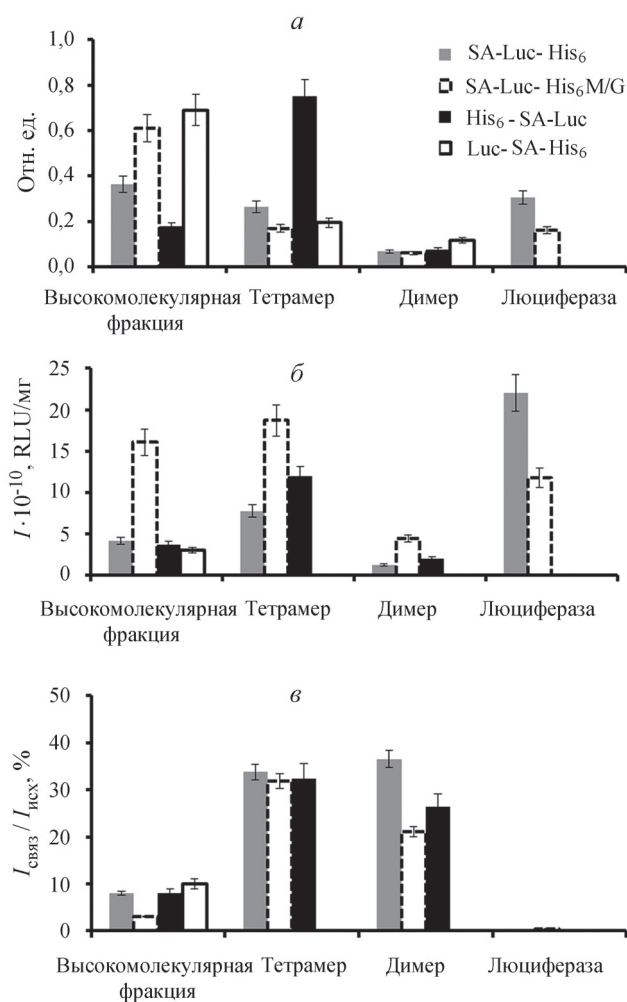 а
SA-Luc- His₆
SA-Luc- His₆M/G
His₆ - SA-Luc
Luc- SA-His₆
Отн. ед.
1,0
0,8
0,6
0,4
0,2
0,0
Высокомолекулярная фракция
Тетрамер
Димер
Люцифераза
б
I·10⁻¹⁰, RLU/мг
25
20
15
10
5
0
Высокомолекулярная фракция
Тетрамер
Димер
Люцифераза
в
Iсвяз / Iисх, %
50
40
30
20
10
0
Высокомолекулярная фракция
Тетрамер
Димер
Люцифераза